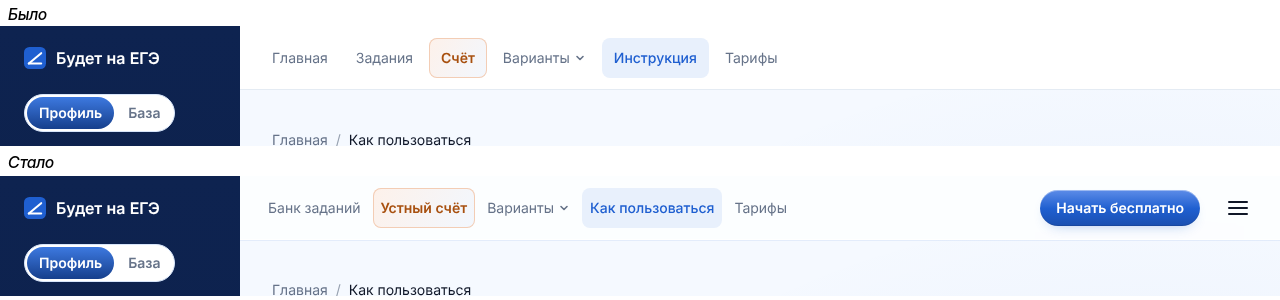 Было
Будет на ЕГЭ
Главная Задания Счёт Варианты Инструкция Тарифы
Профиль База
Главная / Как пользоваться
Стало
Будет на ЕГЭ
Банк заданий Устный счёт Варианты Как пользоваться Тарифы Начать бесплатно
Профиль База
Главная / Как пользоваться